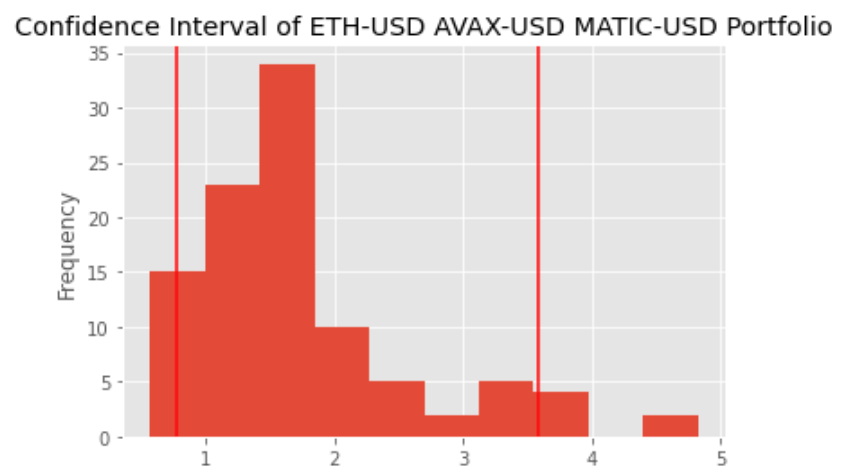 Confidence Interval of ETH-USD AVAX-USD MATIC-USD Portfolio
35
30
25
20
15
10
5
0
Frequency
1 2 3 4 5